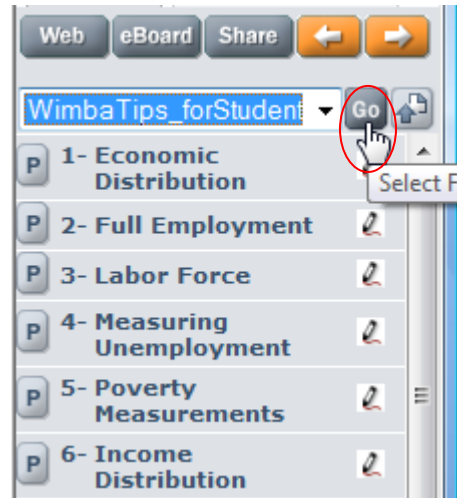 Web eBoard Share
WimbaTips_forStudent Go
Select F
P 1- Economic
Distribution
P 2- Full Employment
P 3- Labor Force
P 4- Measuring
Unemployment
P 5- Poverty
Measurements
P 6- Income
Distribution